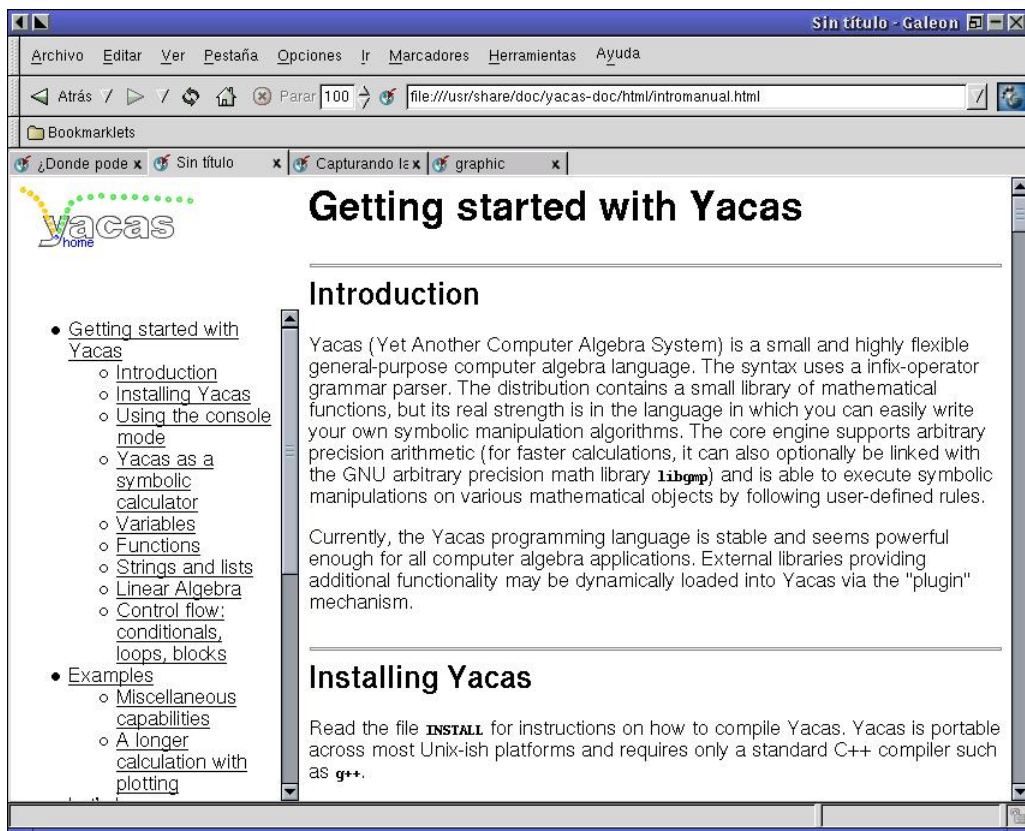 Sin título - Galeon
Archivo Editar Ver Pestaña Opciones Ir Marcadores Herramientas Ayuda
Atrás Parar 100 file:///usr/share/doc/yacas-doc/html/intromanual.html
Bookmarklets
¿Donde pode x Sin título x Capturando la x graphic x
yacas
home
Getting started with
Yacas
Introduction
Installing Yacas
Using the console
mode
Yacas as a
symbolic
calculator
Variables
Functions
Strings and lists
Linear Algebra
Control flow:
conditionals,
loops, blocks
Examples
Miscellaneous
capabilities
A longer
calculation with
plotting
Getting started with Yacas
Introduction
Yacas (Yet Another Computer Algebra System) is a small and highly flexible
general-purpose computer algebra language. The syntax uses a infix-operator
grammar parser. The distribution contains a small library of mathematical
functions, but its real strength is in the language in which you can easily write
your own symbolic manipulation algorithms. The core engine supports arbitrary
precision arithmetic (for faster calculations, it can also optionally be linked with
the GNU arbitrary precision math library libgmp) and is able to execute symbolic
manipulations on various mathematical objects by following user-defined rules.
Currently, the Yacas programming language is stable and seems powerful
enough for all computer algebra applications. External libraries providing
additional functionality may be dynamically loaded into Yacas via the "plugin"
mechanism.
Installing Yacas
Read the file INSTALL for instructions on how to compile Yacas. Yacas is portable
across most Unix-ish platforms and requires only a standard C++ compiler such
as g++.